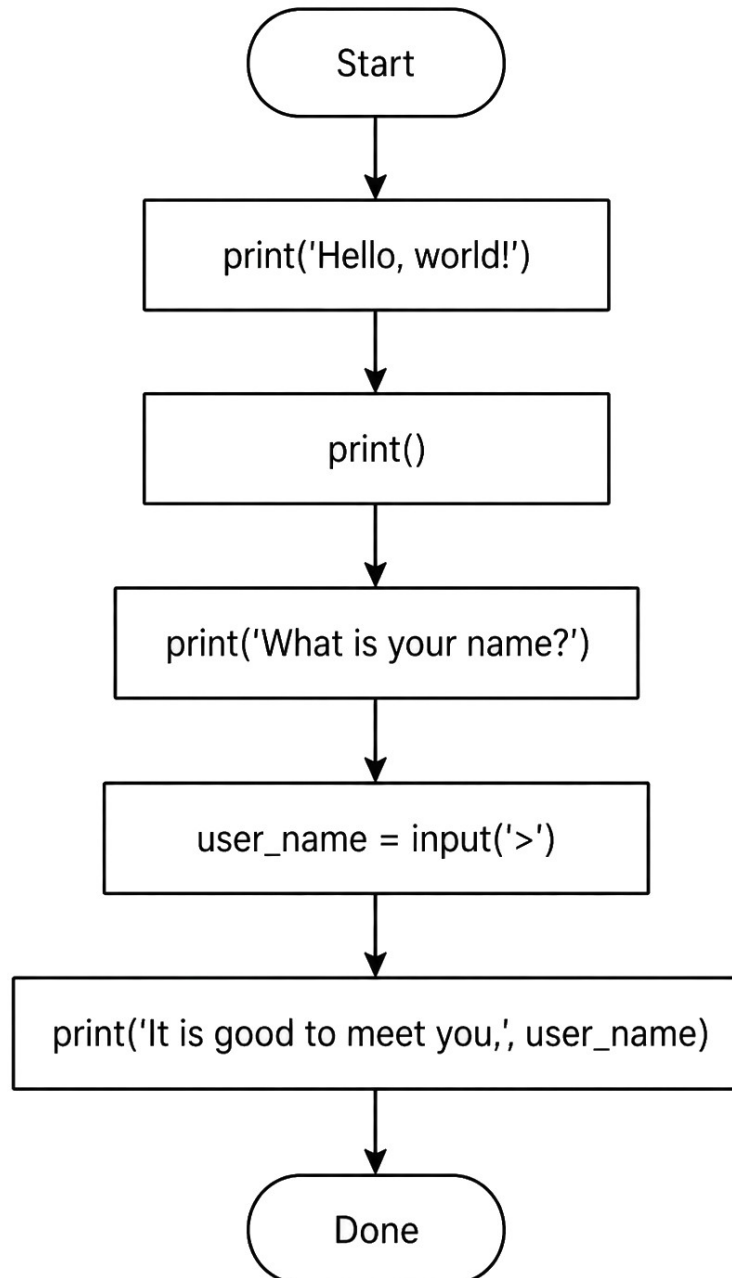 Start
print('Hello, world!')
print()
print('What is your name?')
user_name = input('>')
print('It is good to meet you,', user_name)
Done